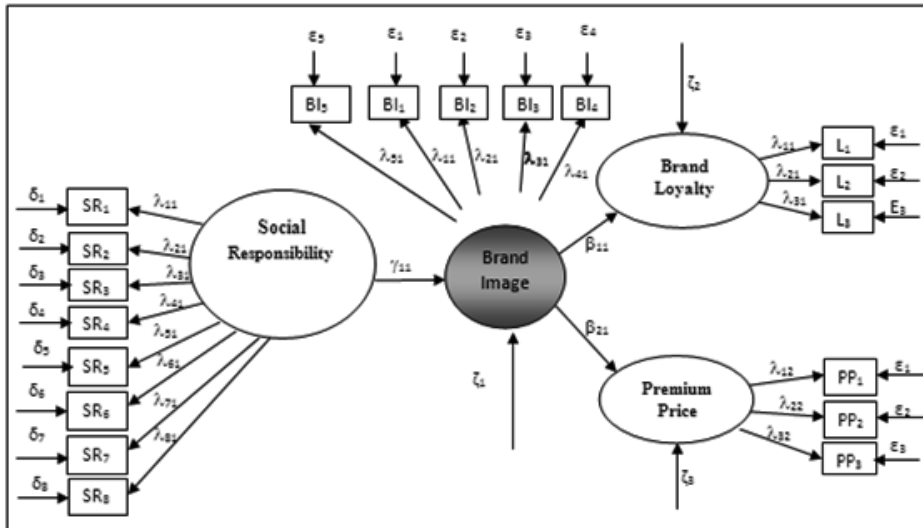 ε₅ ε₁ ε₂ ε₃ ε₄
BI₅ BI₁ BI₂ BI₃ BI₄
λ₅₁ λ₁₁ λ₂₁ λ₃₁ λ₄₁
ζ₂
Brand
Loyalty
λ₁₁ L₁ ε₁
λ₂₁ L₂ ε₂
λ₃₁ L₃ Ε₃
δ₁ SR₁ λ₁₁
δ₂ SR₂ λ₂₁
δ₃ SR₃ λ₃₁
δ₄ SR₄ λ₄₁
δ₅ SR₅ λ₅₁
δ₆ SR₆ λ₆₁
δ₇ SR₇ λ₇₁
δ₈ SR₈ λ₈₁
Social
Responsibility
γ₁₁
Brand
Image
β₁₁
β₂₁
ζ₁
Premium
Price
λ₁₂ PP₁ ε₁
λ₂₂ PP₂ ε₂
λ₃₂ PP₃ ε₃
ζ₃